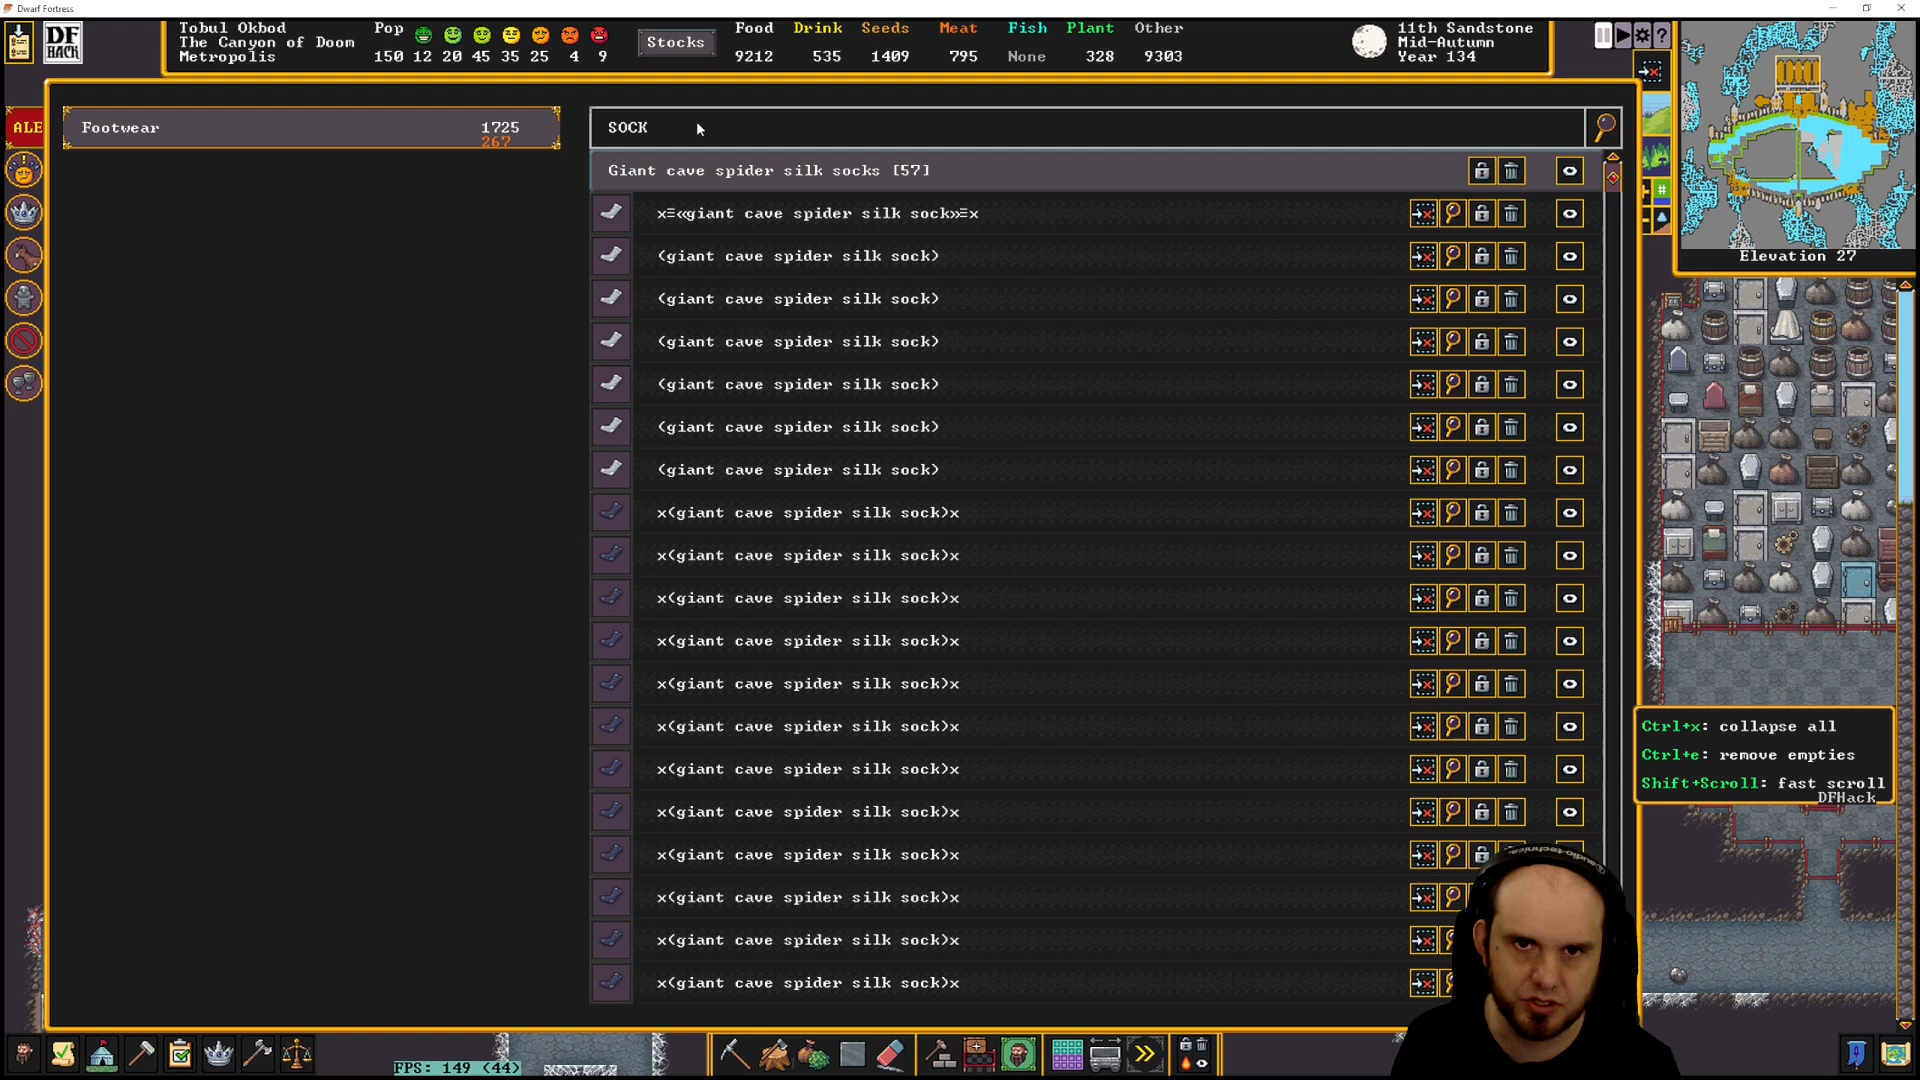 Dwarf Fortress
DF
HACK
Tobul Okbod
The Canyon of Doom
Metropolis
Pop
150 12 20 45 35 25 4 9
Stocks
Food Drink Seeds Meat Fish Plant Other
9212 535 1409 795 None 328 9303
11th Sandstone
Mid-Autumn
Year 134
Elevation 27
ALE
Footwear 1725
267
SOCK
Giant cave spider silk socks [57]
x≡«giant cave spider silk sock»≡x
(giant cave spider silk sock)
(giant cave spider silk sock)
(giant cave spider silk sock)
(giant cave spider silk sock)
(giant cave spider silk sock)
(giant cave spider silk sock)
x(giant cave spider silk sock)x
x(giant cave spider silk sock)x
x(giant cave spider silk sock)x
x(giant cave spider silk sock)x
x(giant cave spider silk sock)x
x(giant cave spider silk sock)x
x(giant cave spider silk sock)x
x(giant cave spider silk sock)x
x(giant cave spider silk sock)x
x(giant cave spider silk sock)x
x(giant cave spider silk sock)x
x(giant cave spider silk sock)x
Ctrl+x: collapse all
Ctrl+e: remove empties
Shift+Scroll: fast scroll
DFHack
audio-technica
FPS: 149 (44)